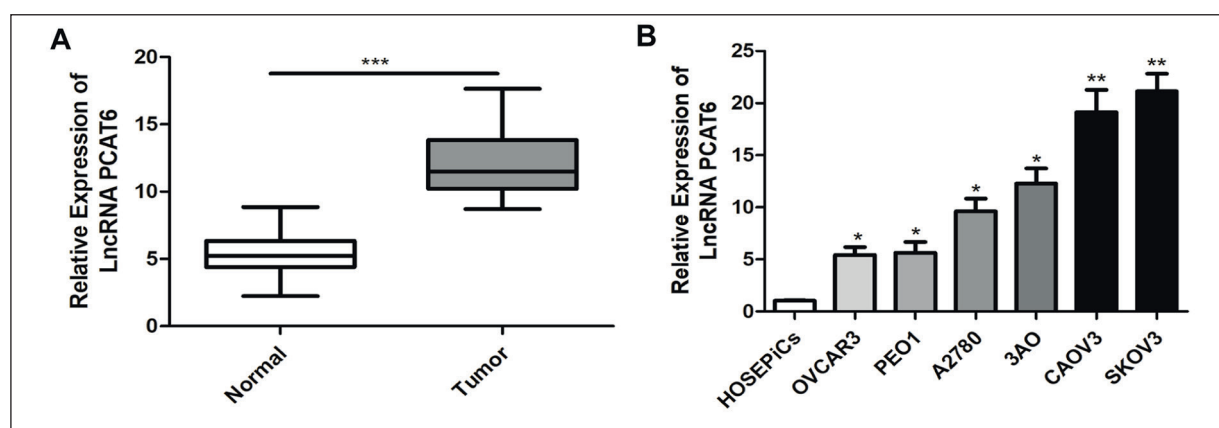 A
Relative Expression of
LncRNA PCAT6
20
15
10
5
0
***
Normal
Tumor
B
Relative Expression of
LncRNA PCAT6
25
20
15
10
5
0
*
*
*
*
**
**
HOSEPiCs
OVCAR3
PEO1
A2780
3AO
CAOV3
SKOV3